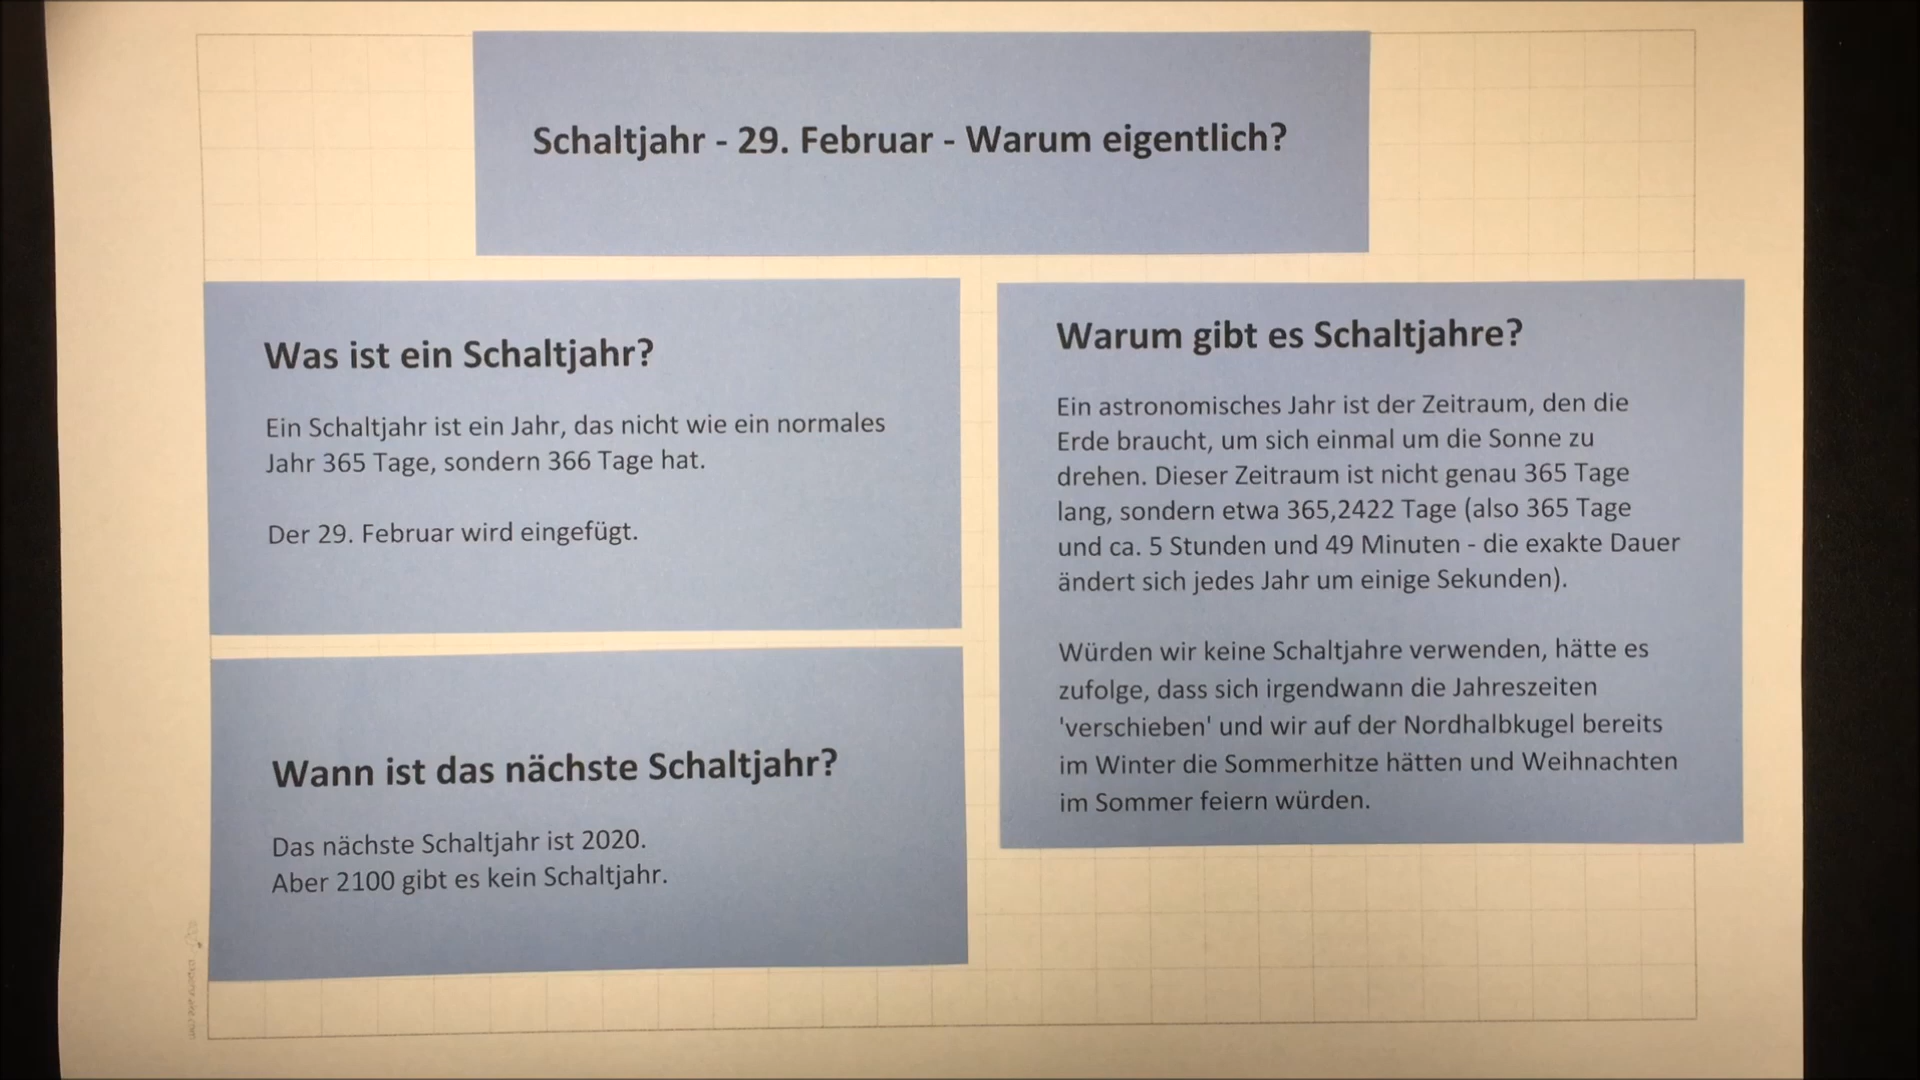 Schaltjahr - 29. Februar - Warum eigentlich?
Was ist ein Schaltjahr?
Ein Schaltjahr ist ein Jahr, das nicht wie ein normales
Jahr 365 Tage, sondern 366 Tage hat.
Der 29. Februar wird eingefügt.
Wann ist das nächste Schaltjahr?
Das nächste Schaltjahr ist 2020.
Aber 2100 gibt es kein Schaltjahr.
Warum gibt es Schaltjahre?
Ein astronomisches Jahr ist der Zeitraum, den die
Erde braucht, um sich einmal um die Sonne zu
drehen. Dieser Zeitraum ist nicht genau 365 Tage
lang, sondern etwa 365,2422 Tage (also 365 Tage
und ca. 5 Stunden und 49 Minuten - die exakte Dauer
ändert sich jedes Jahr um einige Sekunden).
Würden wir keine Schaltjahre verwenden, hätte es
zufolge, dass sich irgendwann die Jahreszeiten
'verschieben' und wir auf der Nordhalbkugel bereits
im Winter die Sommerhitze hätten und Weihnachten
im Sommer feiern würden.